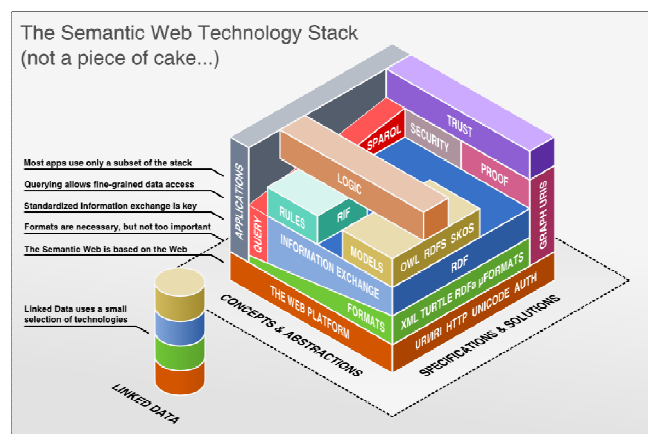 The Semantic Web Technology Stack
(not a piece of cake...)
Most apps use only a subset of the stack
Querying allows fine-grained data access
Standardized information exchange is key
Formats are necessary, but not too important
The Semantic Web is based on the Web
Linked Data uses a small
selection of technologies
LINKED DATA
APPLICATIONS
QUERY
RULES
RIF
LOGIC
SPARQL
SECURITY
TRUST
PROOF
GRAPH URIS
INFORMATION EXCHANGE
MODELS
OWL RDFS SKOS
RDF
FORMATS
XML TURTLE RDFa µFORMATS
THE WEB PLATFORM
URI/IRI HTTP UNICODE AUTH
CONCEPTS & ABSTRACTIONS
SPECIFICATIONS & SOLUTIONS